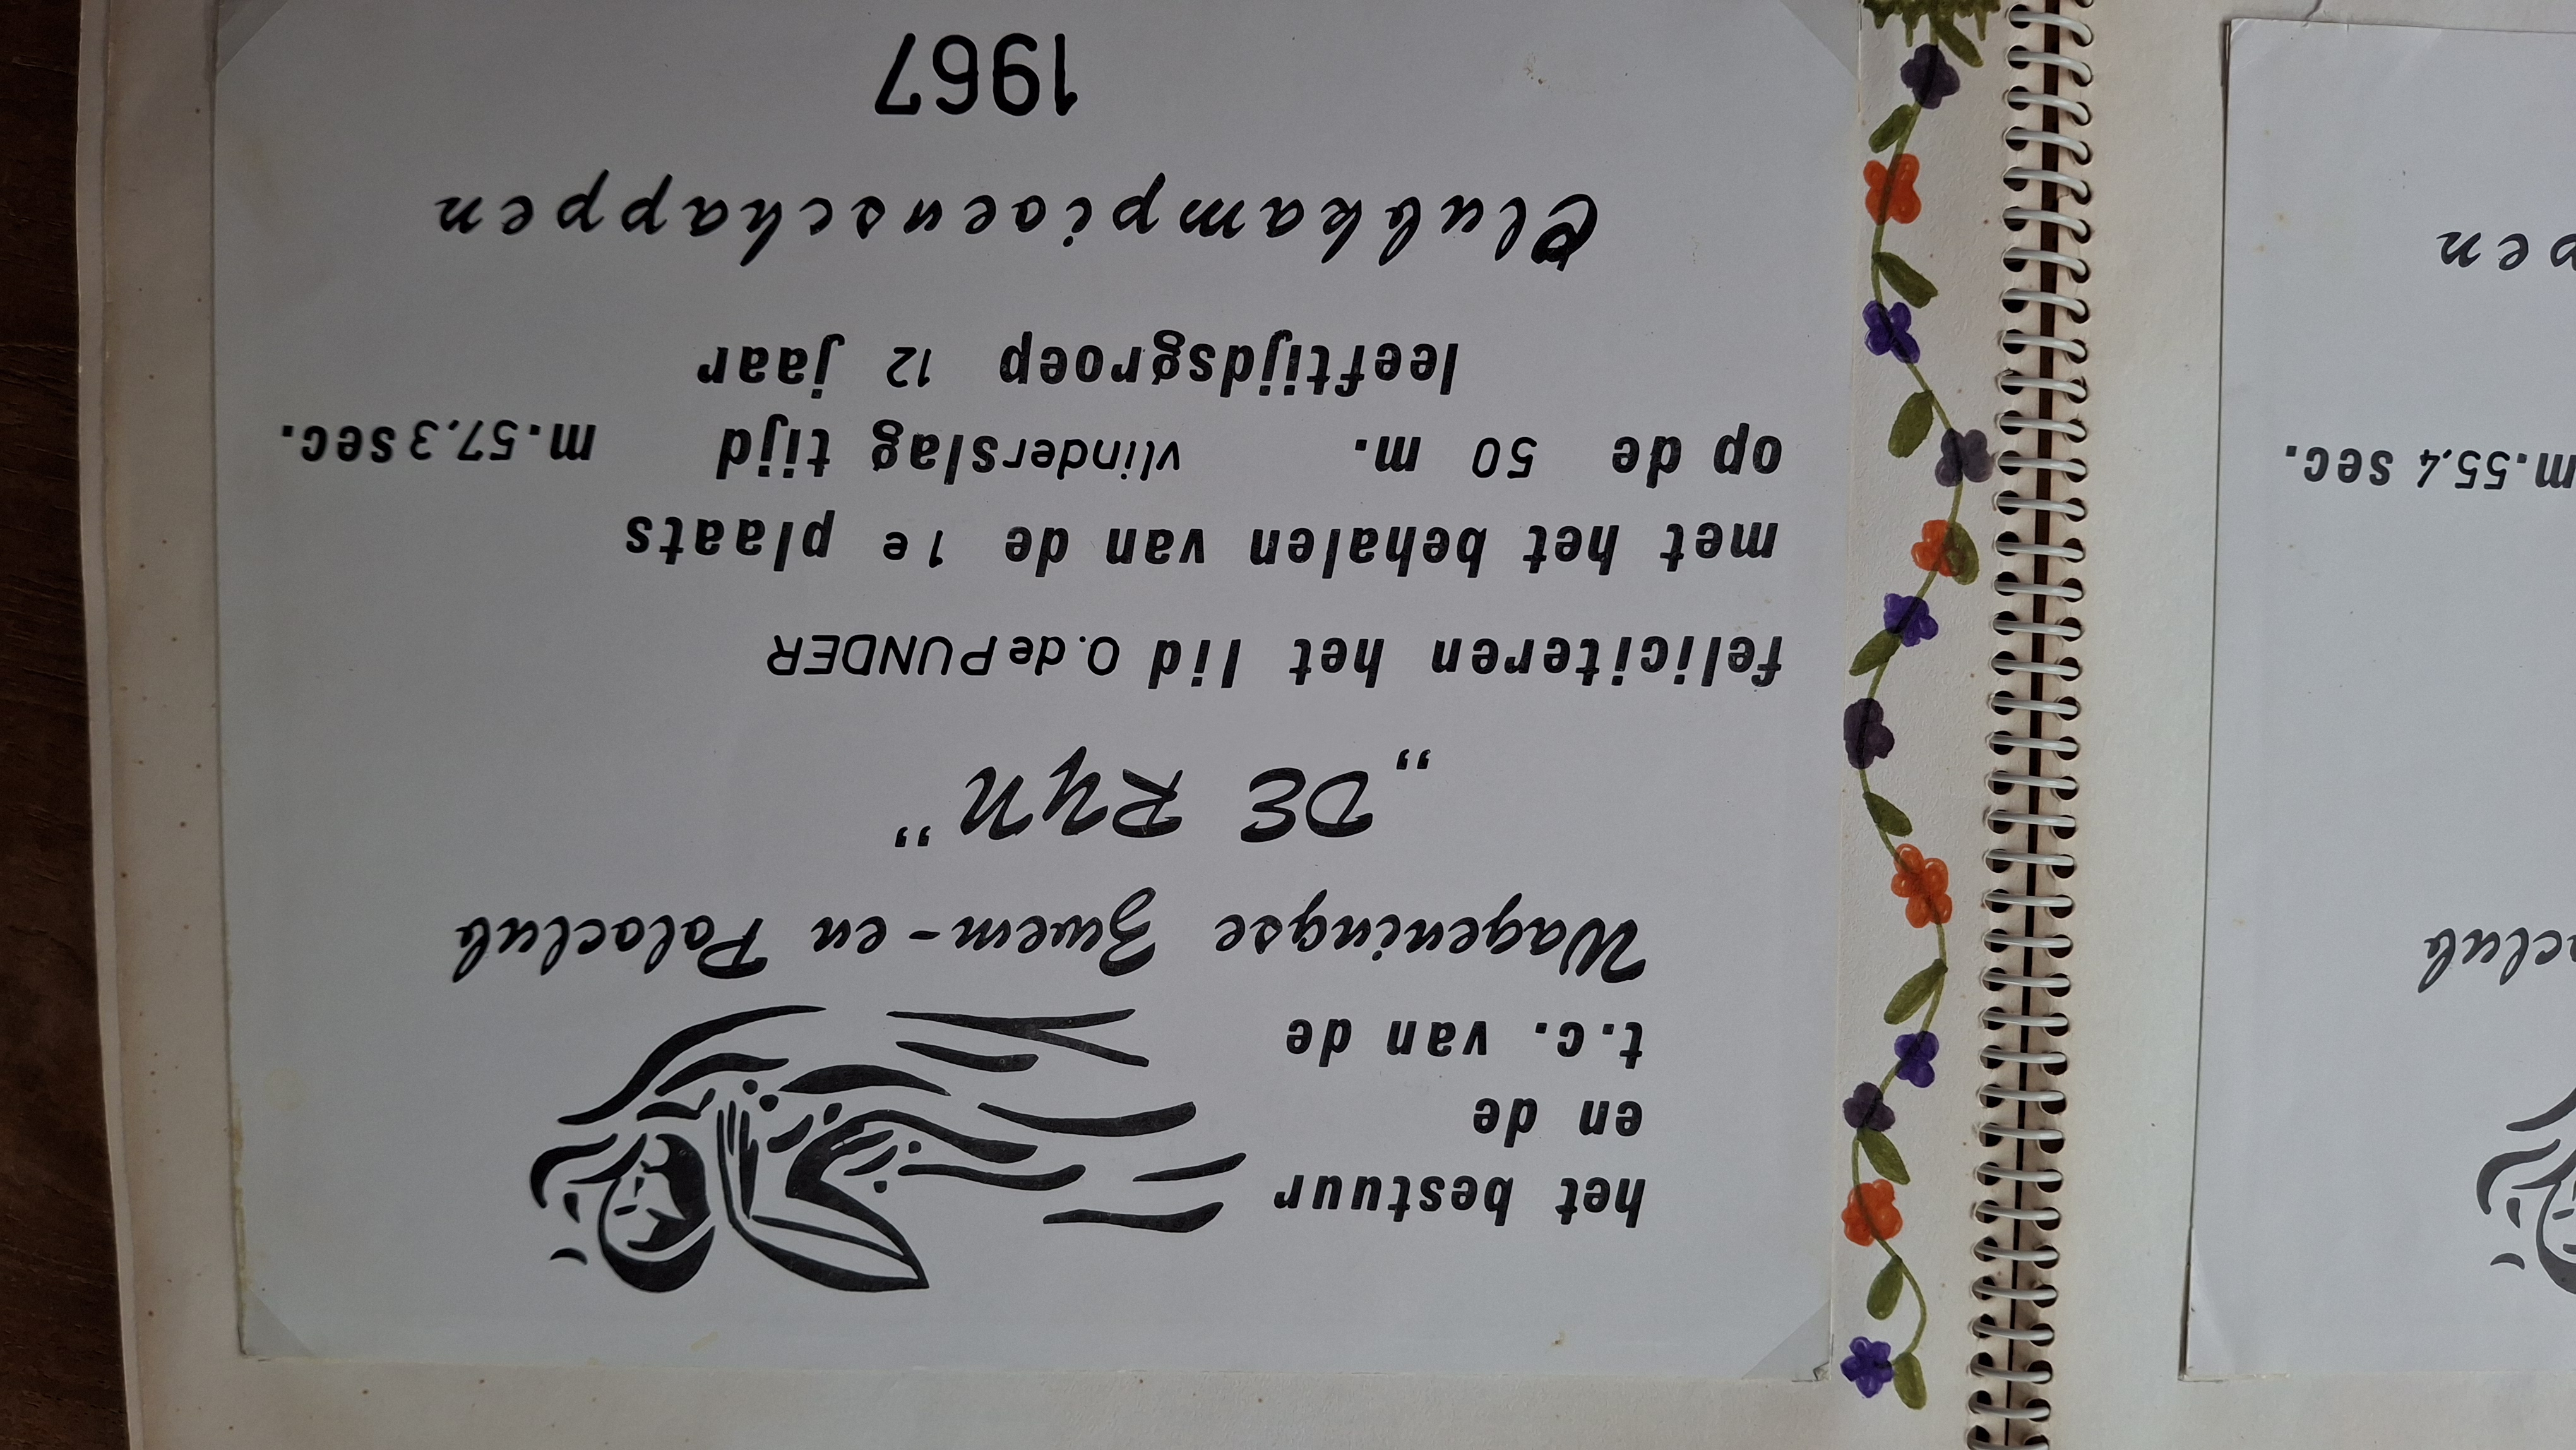 het bestuur
en de
t.c. van de
Wageningse Zwem- en Poloclub
„DE RYN”
feliciteren het lid O. de PUNDER
met het behalen van de 1e plaats
op de 50 m. vlinderslag tijd m. 57.3 sec.
leeftijdsgroep 12 jaar
Clubkampioenschappen
1967
club
m. 55.4 sec.
pen